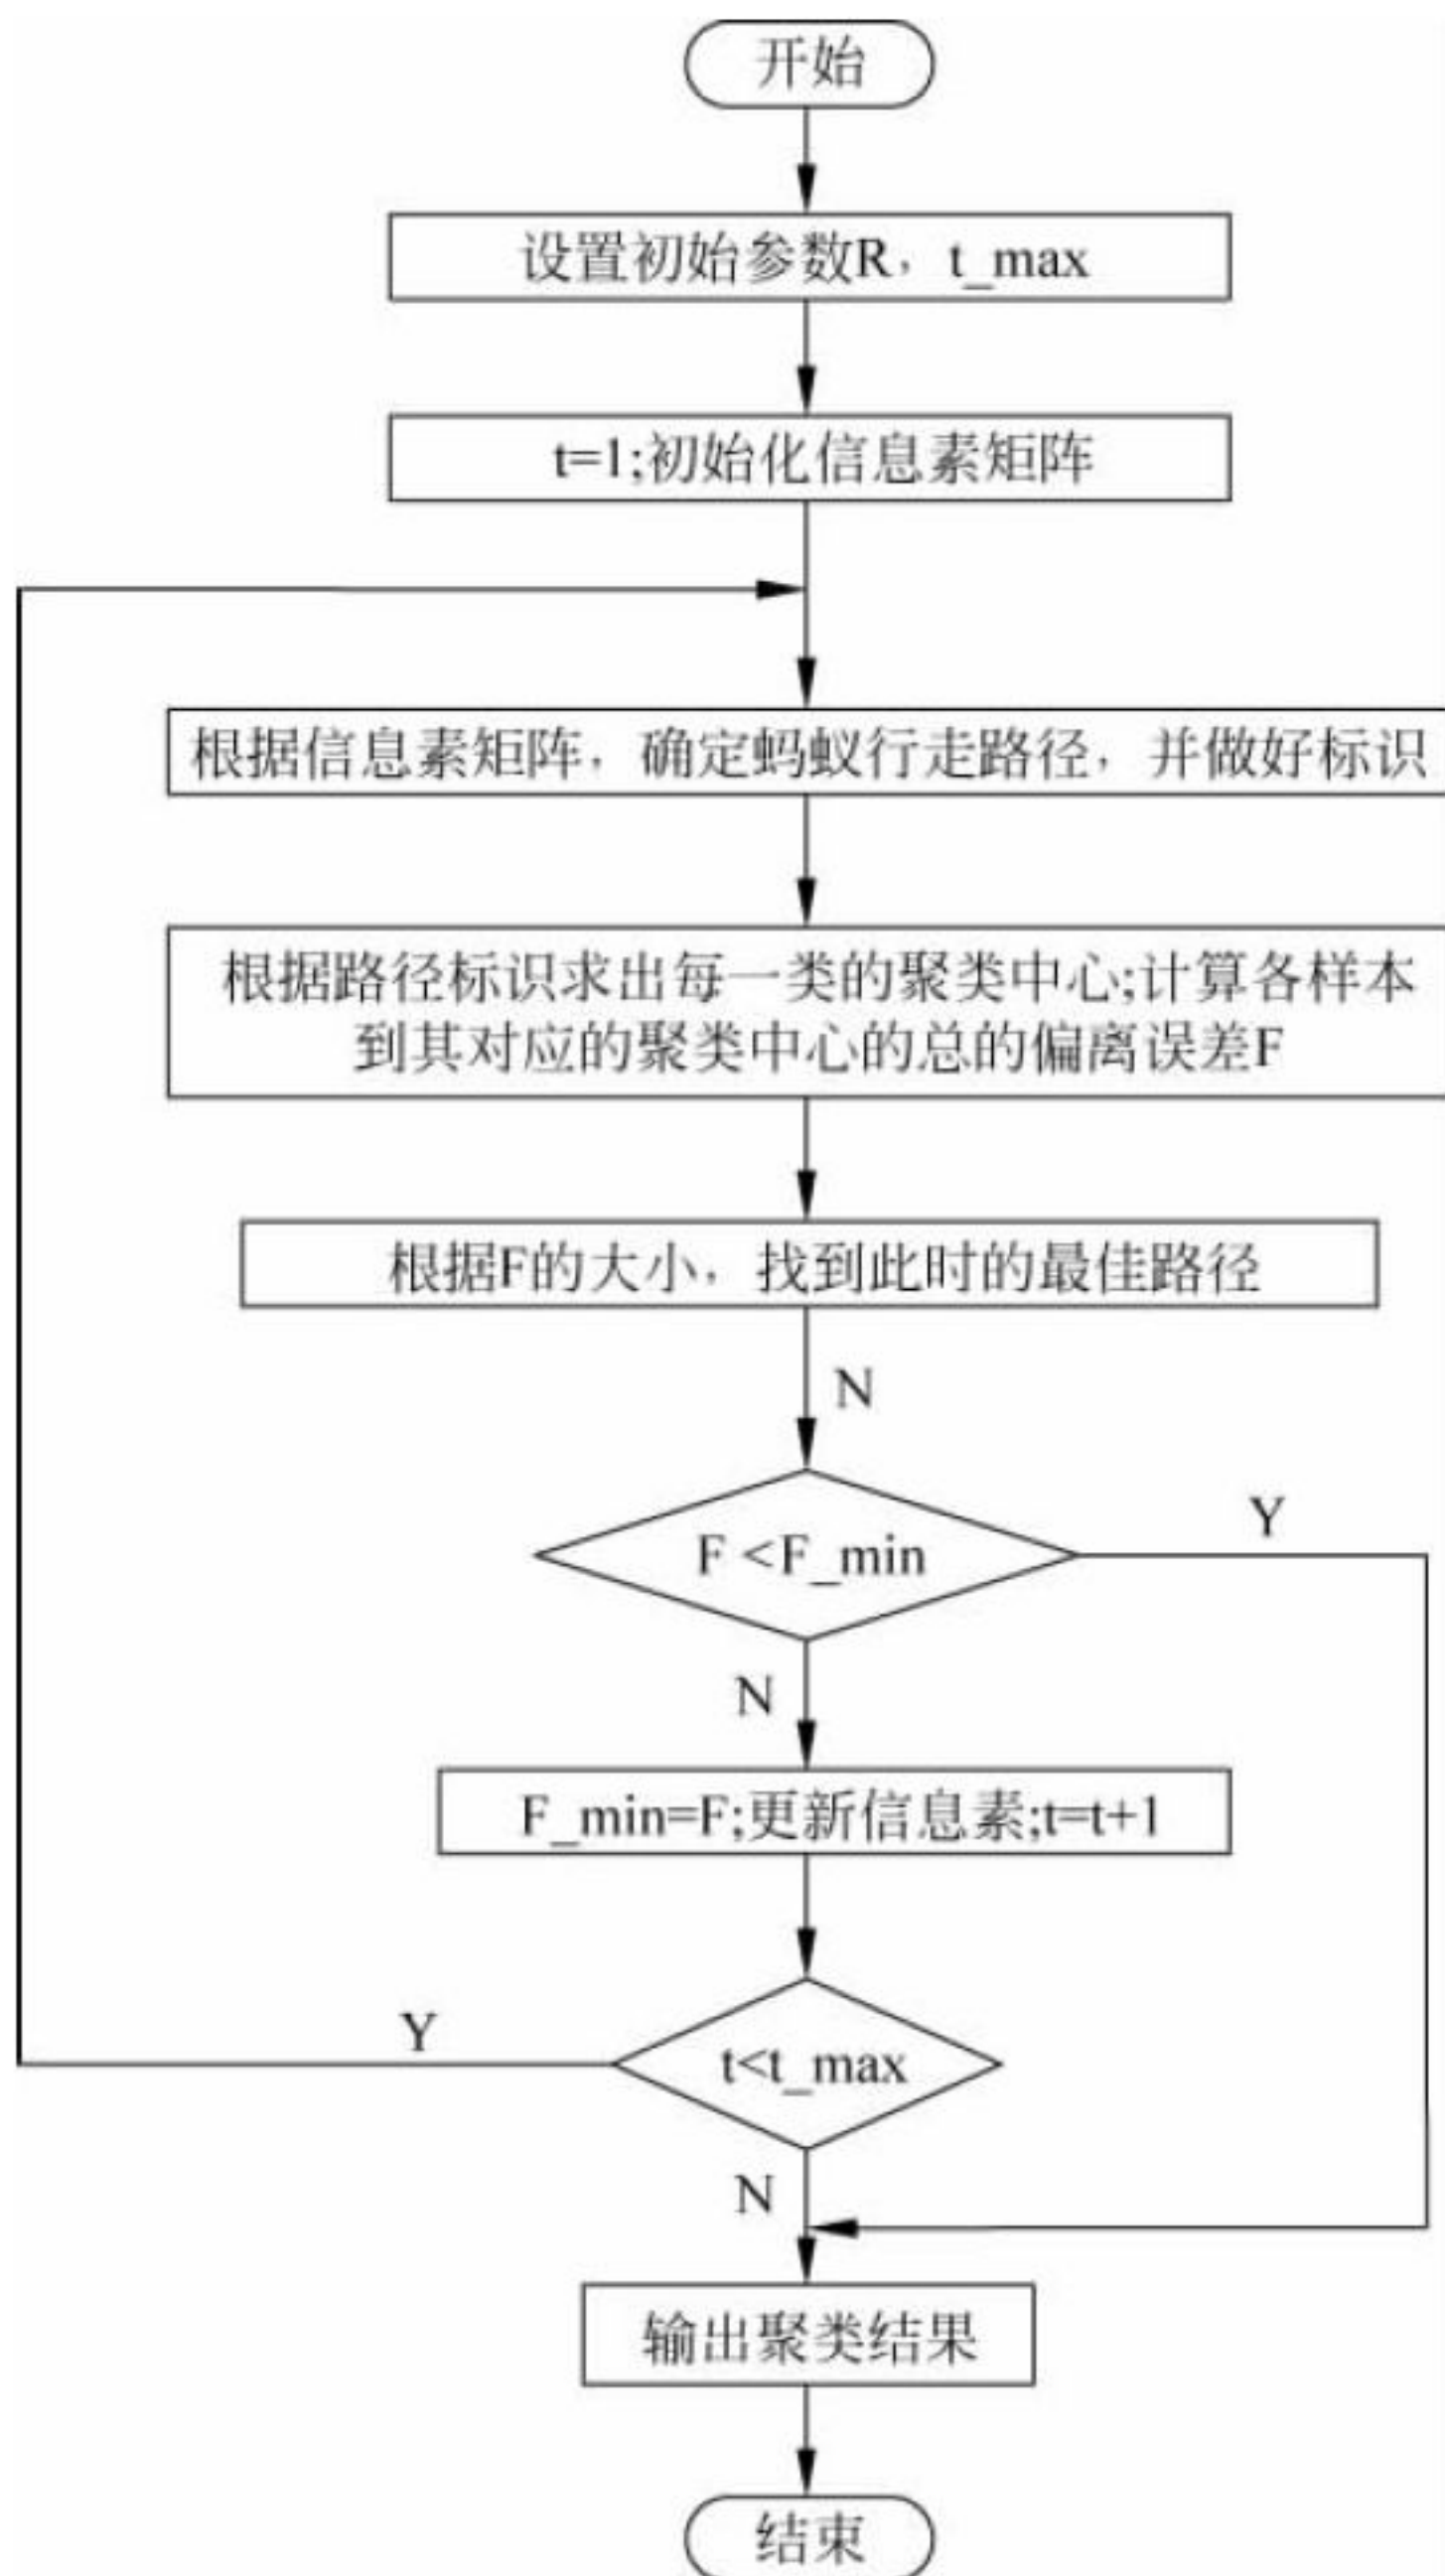 开始
设置初始参数R，t_max
t=1;初始化信息素矩阵
根据信息素矩阵，确定蚂蚁行走路径，并做好标识
根据路径标识求出每一类的聚类中心;计算各样本
到其对应的聚类中心的总的偏离误差F
根据F的大小，找到此时的最佳路径
N
F <F_min
Y
N
F_min=F;更新信息素;t=t+1
Y
t<t_max
N
输出聚类结果
结束